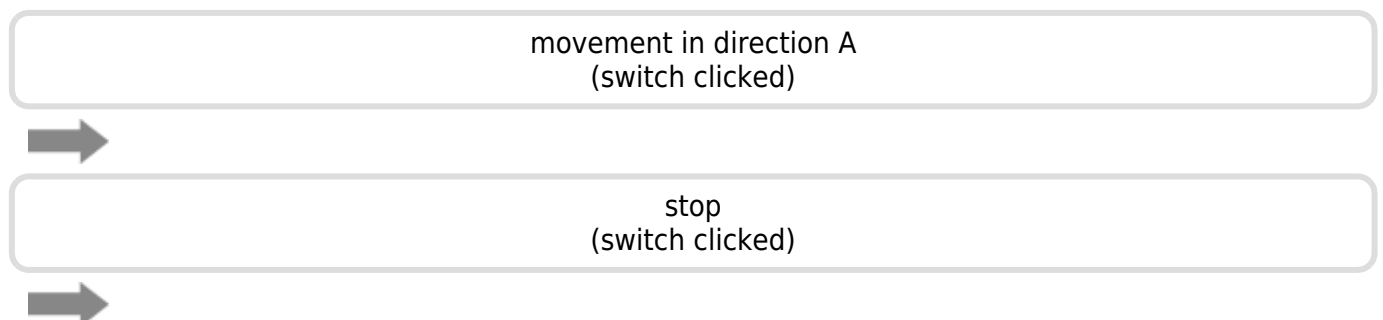 movement in direction A
(switch clicked)
stop
(switch clicked)